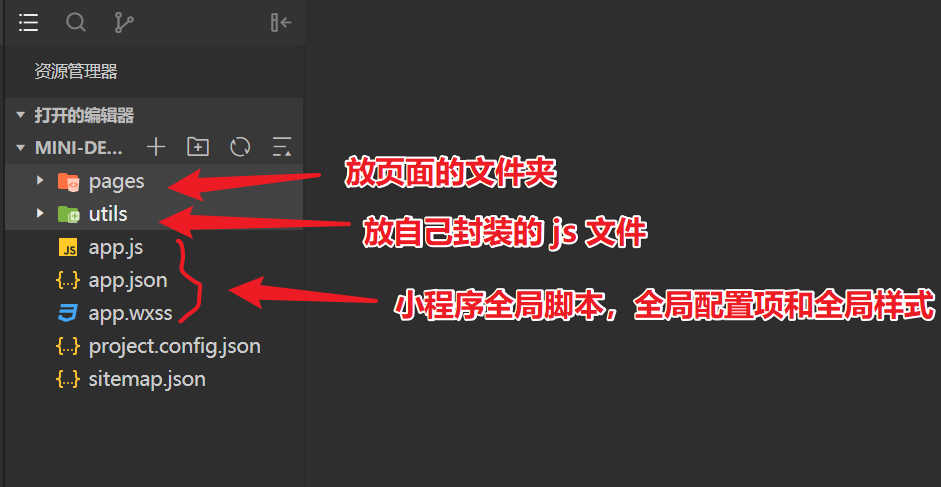 资源管理器
打开的编辑器
MINI-DE...
pages
放页面的文件夹
utils
放自己封装的 js 文件
JS app.js
{..} app.json
小程序全局脚本，全局配置项和全局样式
app.wxss
{..} project.config.json
{..} sitemap.json